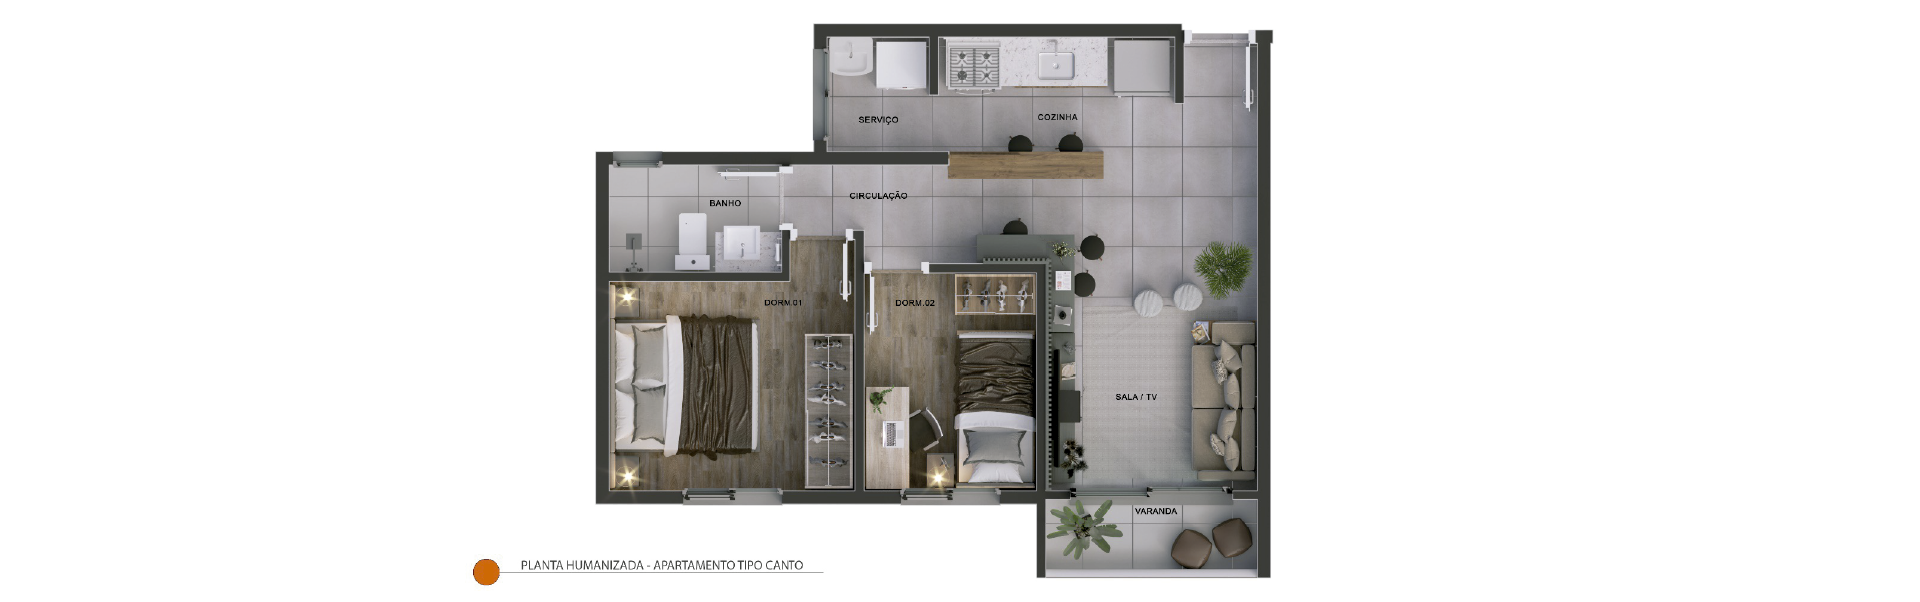 SERVIÇO
COZINHA
CIRCULAÇÃO
BANHO
DORM.01
DORM.02
SALA / TV
VARANDA
PLANTA HUMANIZADA - APARTAMENTO TIPO CANTO